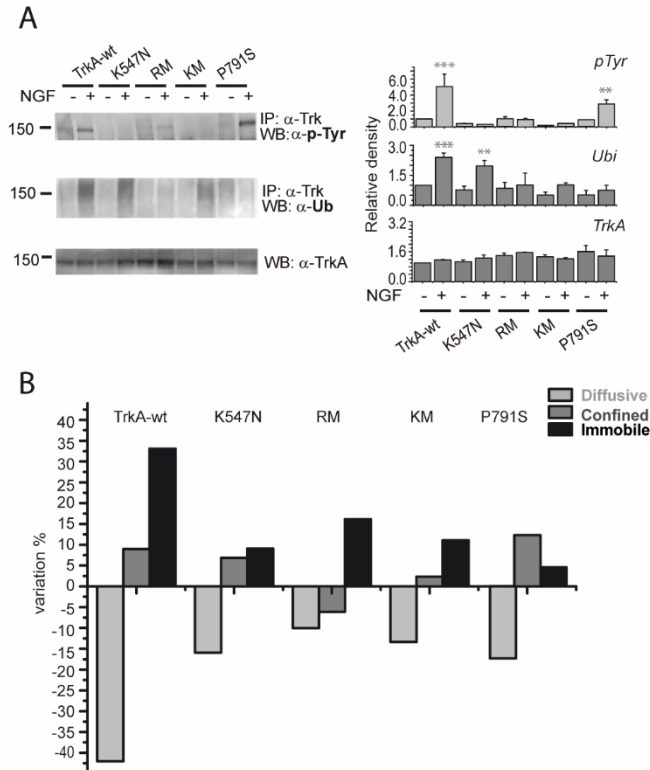 A
TrkA-wt K547N RM KM P791S
NGF - + - + - + - + - +
150
IP: α-Trk
WB:α-p-Tyr
150
IP: α-Trk
WB: α-Ub
150
WB: α-TrkA
Relative density
pTyr
6.0
4.0
2.0
0.0
***
**
Ubi
3.0
2.0
1.0
0.0
***
**
TrkA
3.2
2.4
1.6
0.0
NGF - + - + - + - + - +
TrkA-wt K547N RM KM P791S
B
Diffusive
Confined
Immobile
TrkA-wt K547N RM KM P791S
variation %
40
35
30
25
20
15
10
5
0
-5
-10
-15
-20
-25
-30
-35
-40